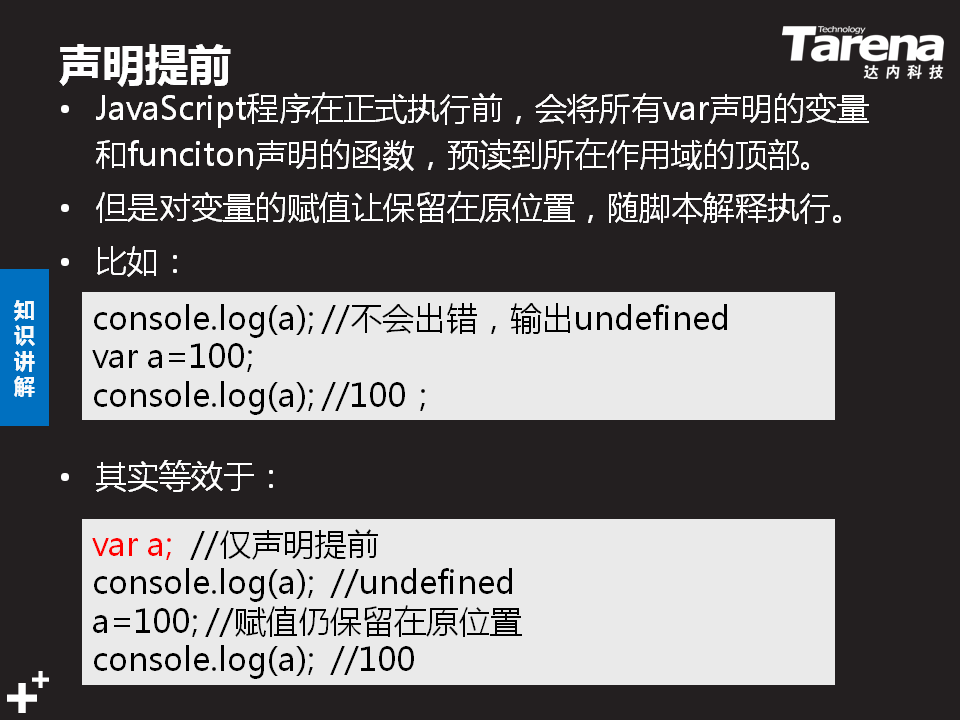 声明提前
Technology
Tarena
达内科技
• JavaScript程序在正式执行前，会将所有var声明的变量
和funciton声明的函数，预读到所在作用域的顶部。
• 但是对变量的赋值让保留在原位置，随脚本解释执行。
• 比如：
知识讲解
console.log(a); //不会出错，输出undefined
var a=100;
console.log(a); //100；
• 其实等效于：
var a; //仅声明提前
console.log(a); //undefined
a=100; //赋值仍保留在原位置
console.log(a); //100